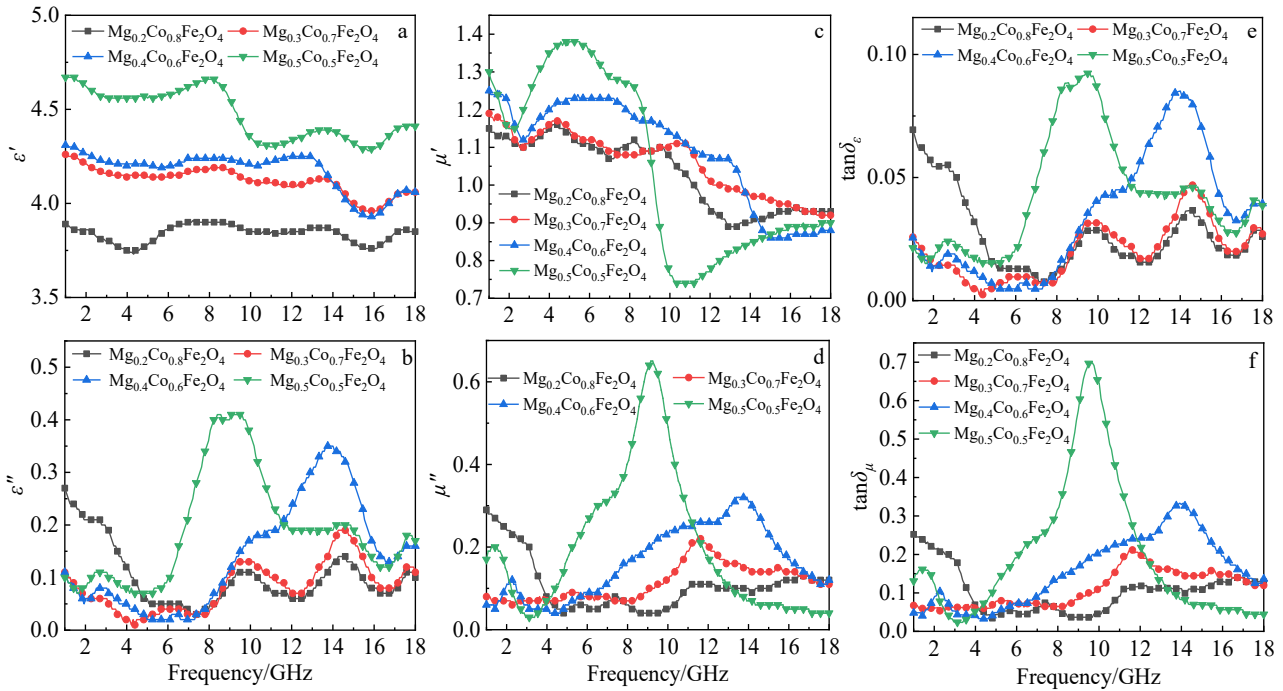 5.0
4.5
4.0
3.5
ε′
Mg0.2Co0.8Fe2O4
Mg0.3Co0.7Fe2O4
Mg0.4Co0.6Fe2O4
Mg0.5Co0.5Fe2O4
a
2 4 6 8 10 12 14 16 18
1.4
1.3
1.2
1.1
1.0
0.9
0.8
0.7
μ′
c
Mg0.2Co0.8Fe2O4
Mg0.3Co0.7Fe2O4
Mg0.4Co0.6Fe2O4
Mg0.5Co0.5Fe2O4
2 4 6 8 10 12 14 16 18
0.10
0.05
0.00
tanδε
Mg0.2Co0.8Fe2O4
Mg0.3Co0.7Fe2O4
Mg0.4Co0.6Fe2O4
Mg0.5Co0.5Fe2O4
e
2 4 6 8 10 12 14 16 18
0.5
0.4
0.3
0.2
0.1
0.0
ε″
Mg0.2Co0.8Fe2O4
Mg0.3Co0.7Fe2O4
Mg0.4Co0.6Fe2O4
Mg0.5Co0.5Fe2O4
b
2 4 6 8 10 12 14 16 18
Frequency/GHz
0.6
0.4
0.2
0.0
μ″
Mg0.2Co0.8Fe2O4
Mg0.3Co0.7Fe2O4
Mg0.4Co0.6Fe2O4
Mg0.5Co0.5Fe2O4
d
2 4 6 8 10 12 14 16 18
Frequency/GHz
0.7
0.6
0.5
0.4
0.3
0.2
0.1
0.0
tanδμ
Mg0.2Co0.8Fe2O4
Mg0.3Co0.7Fe2O4
Mg0.4Co0.6Fe2O4
Mg0.5Co0.5Fe2O4
f
2 4 6 8 10 12 14 16 18
Frequency/GHz